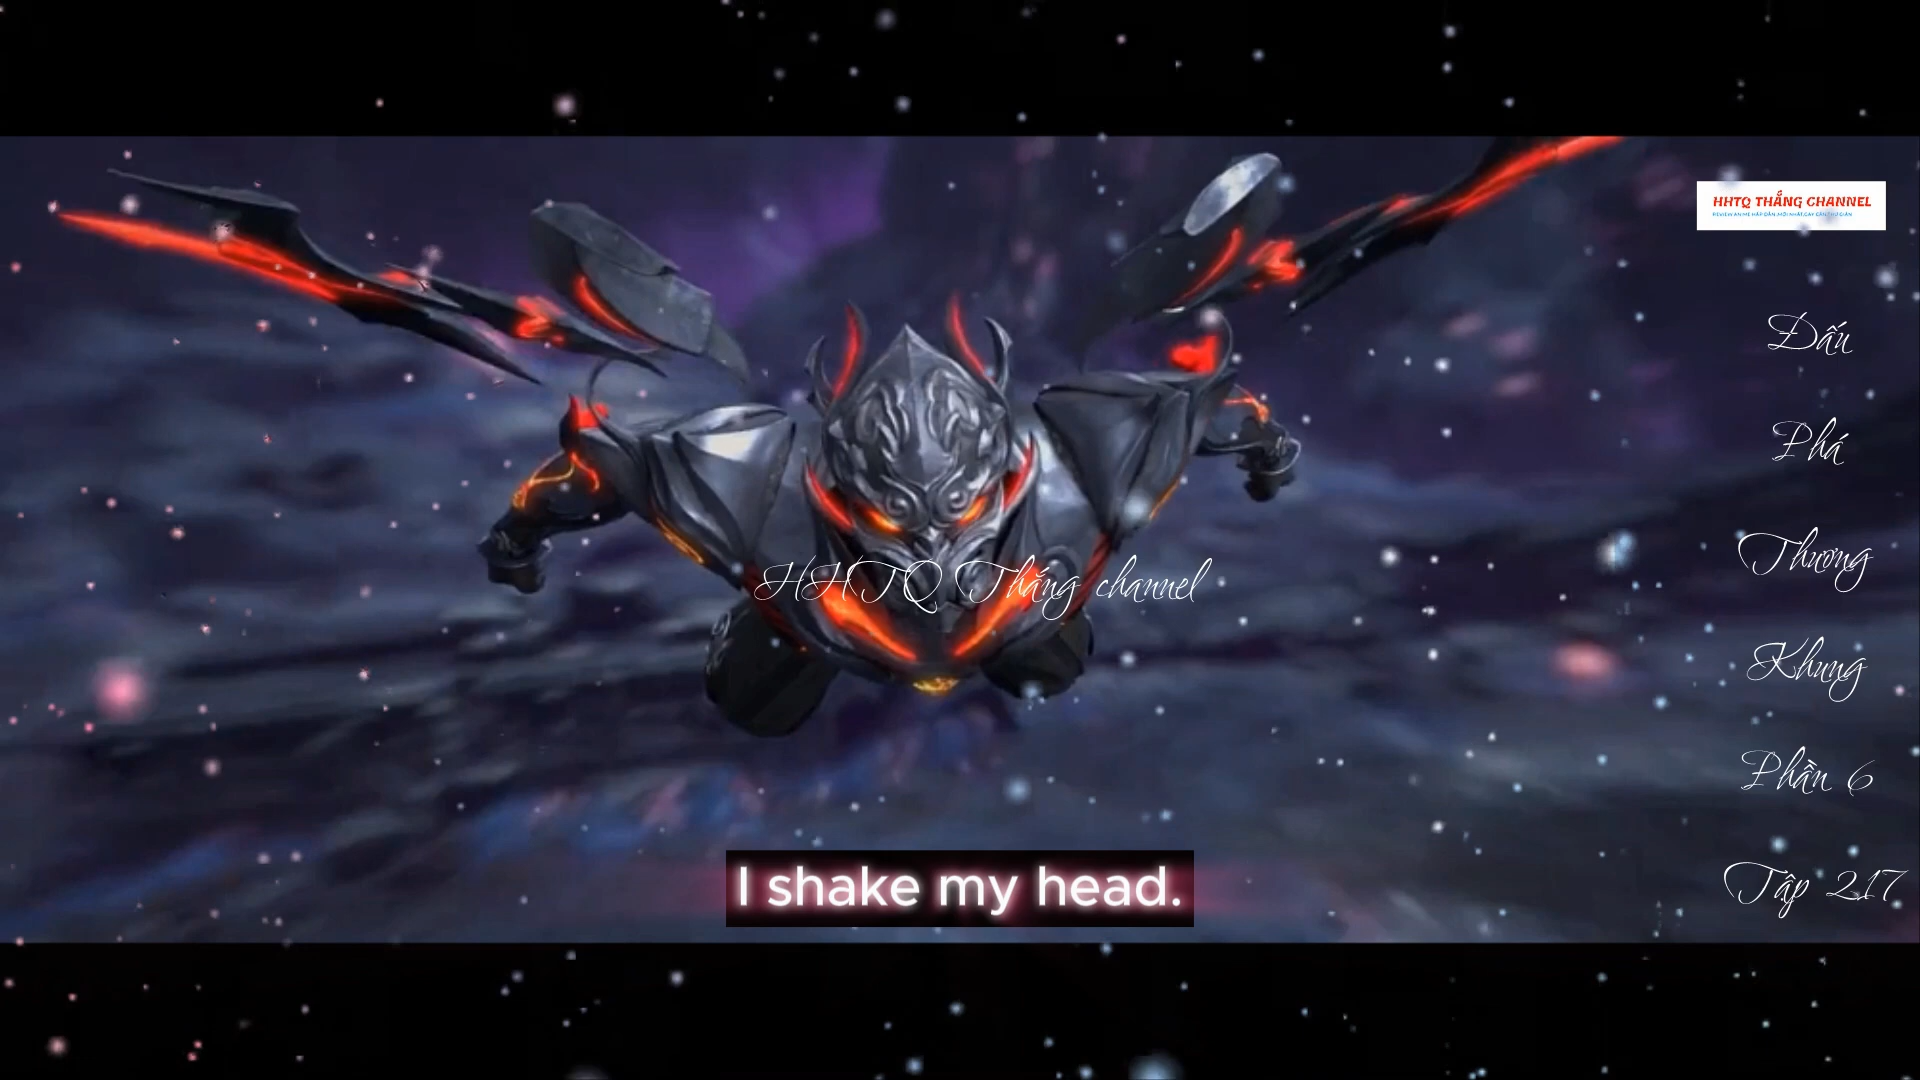 HHTQ THẮNG CHANNEL
Đấu
Phá
Thương
Khung
Phần 6
Tập 217
HHTQ Thắng channel
I shake my head.